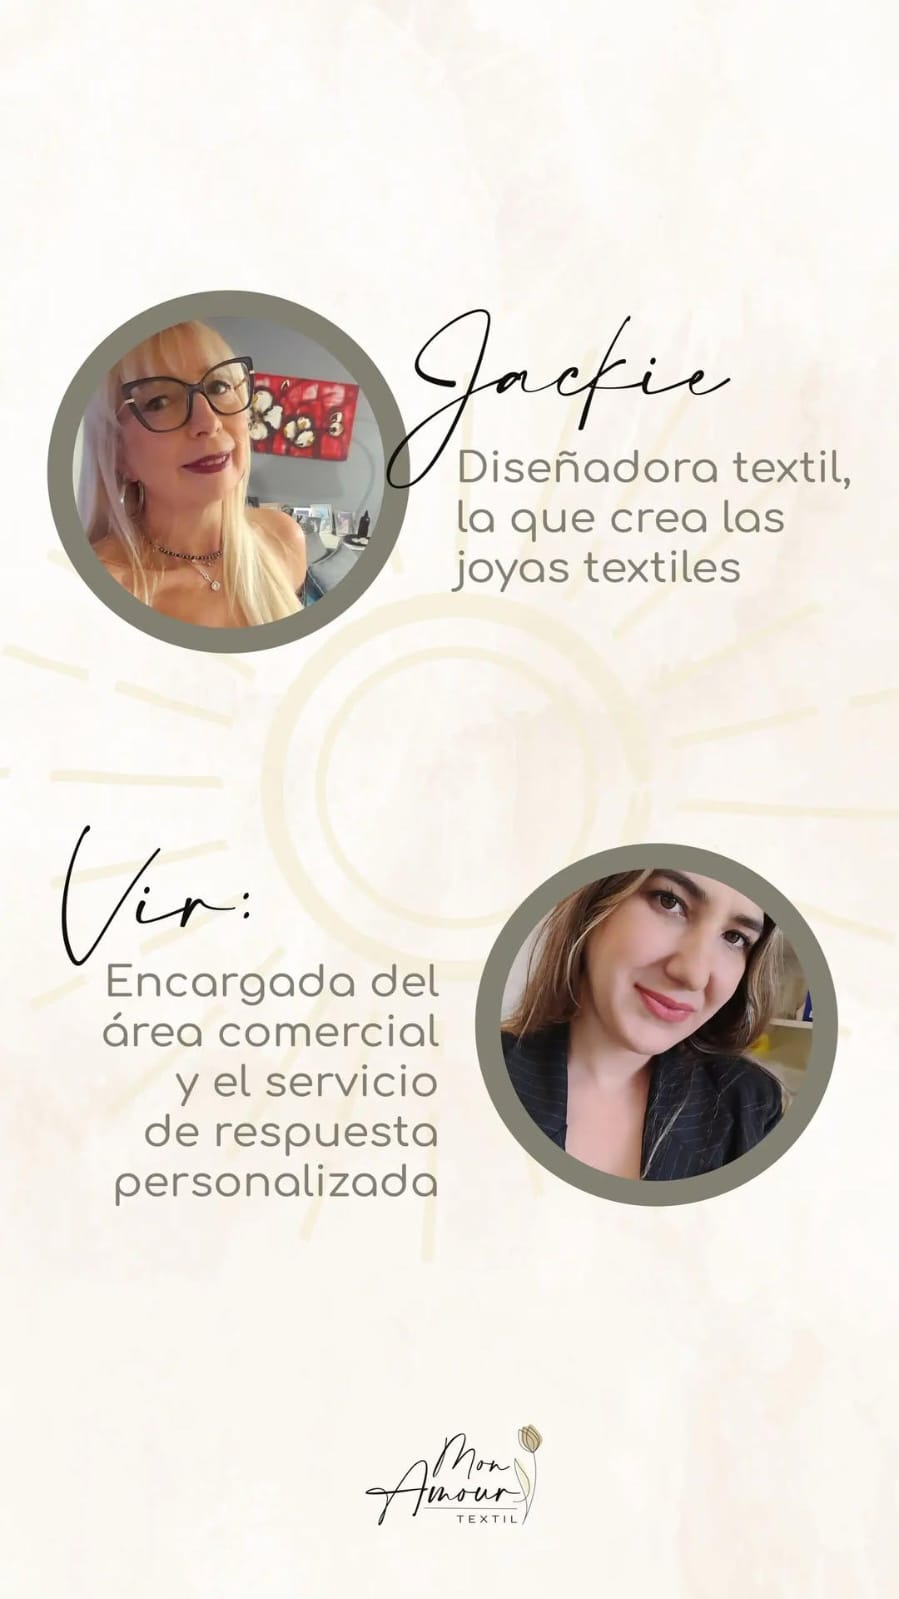 Jackie
Diseñadora textil,
la que crea las
joyas textiles
Vir:
Encargada del
área comercial
y el servicio
de respuesta
personalizada
Mon
Amour
TEXTIL